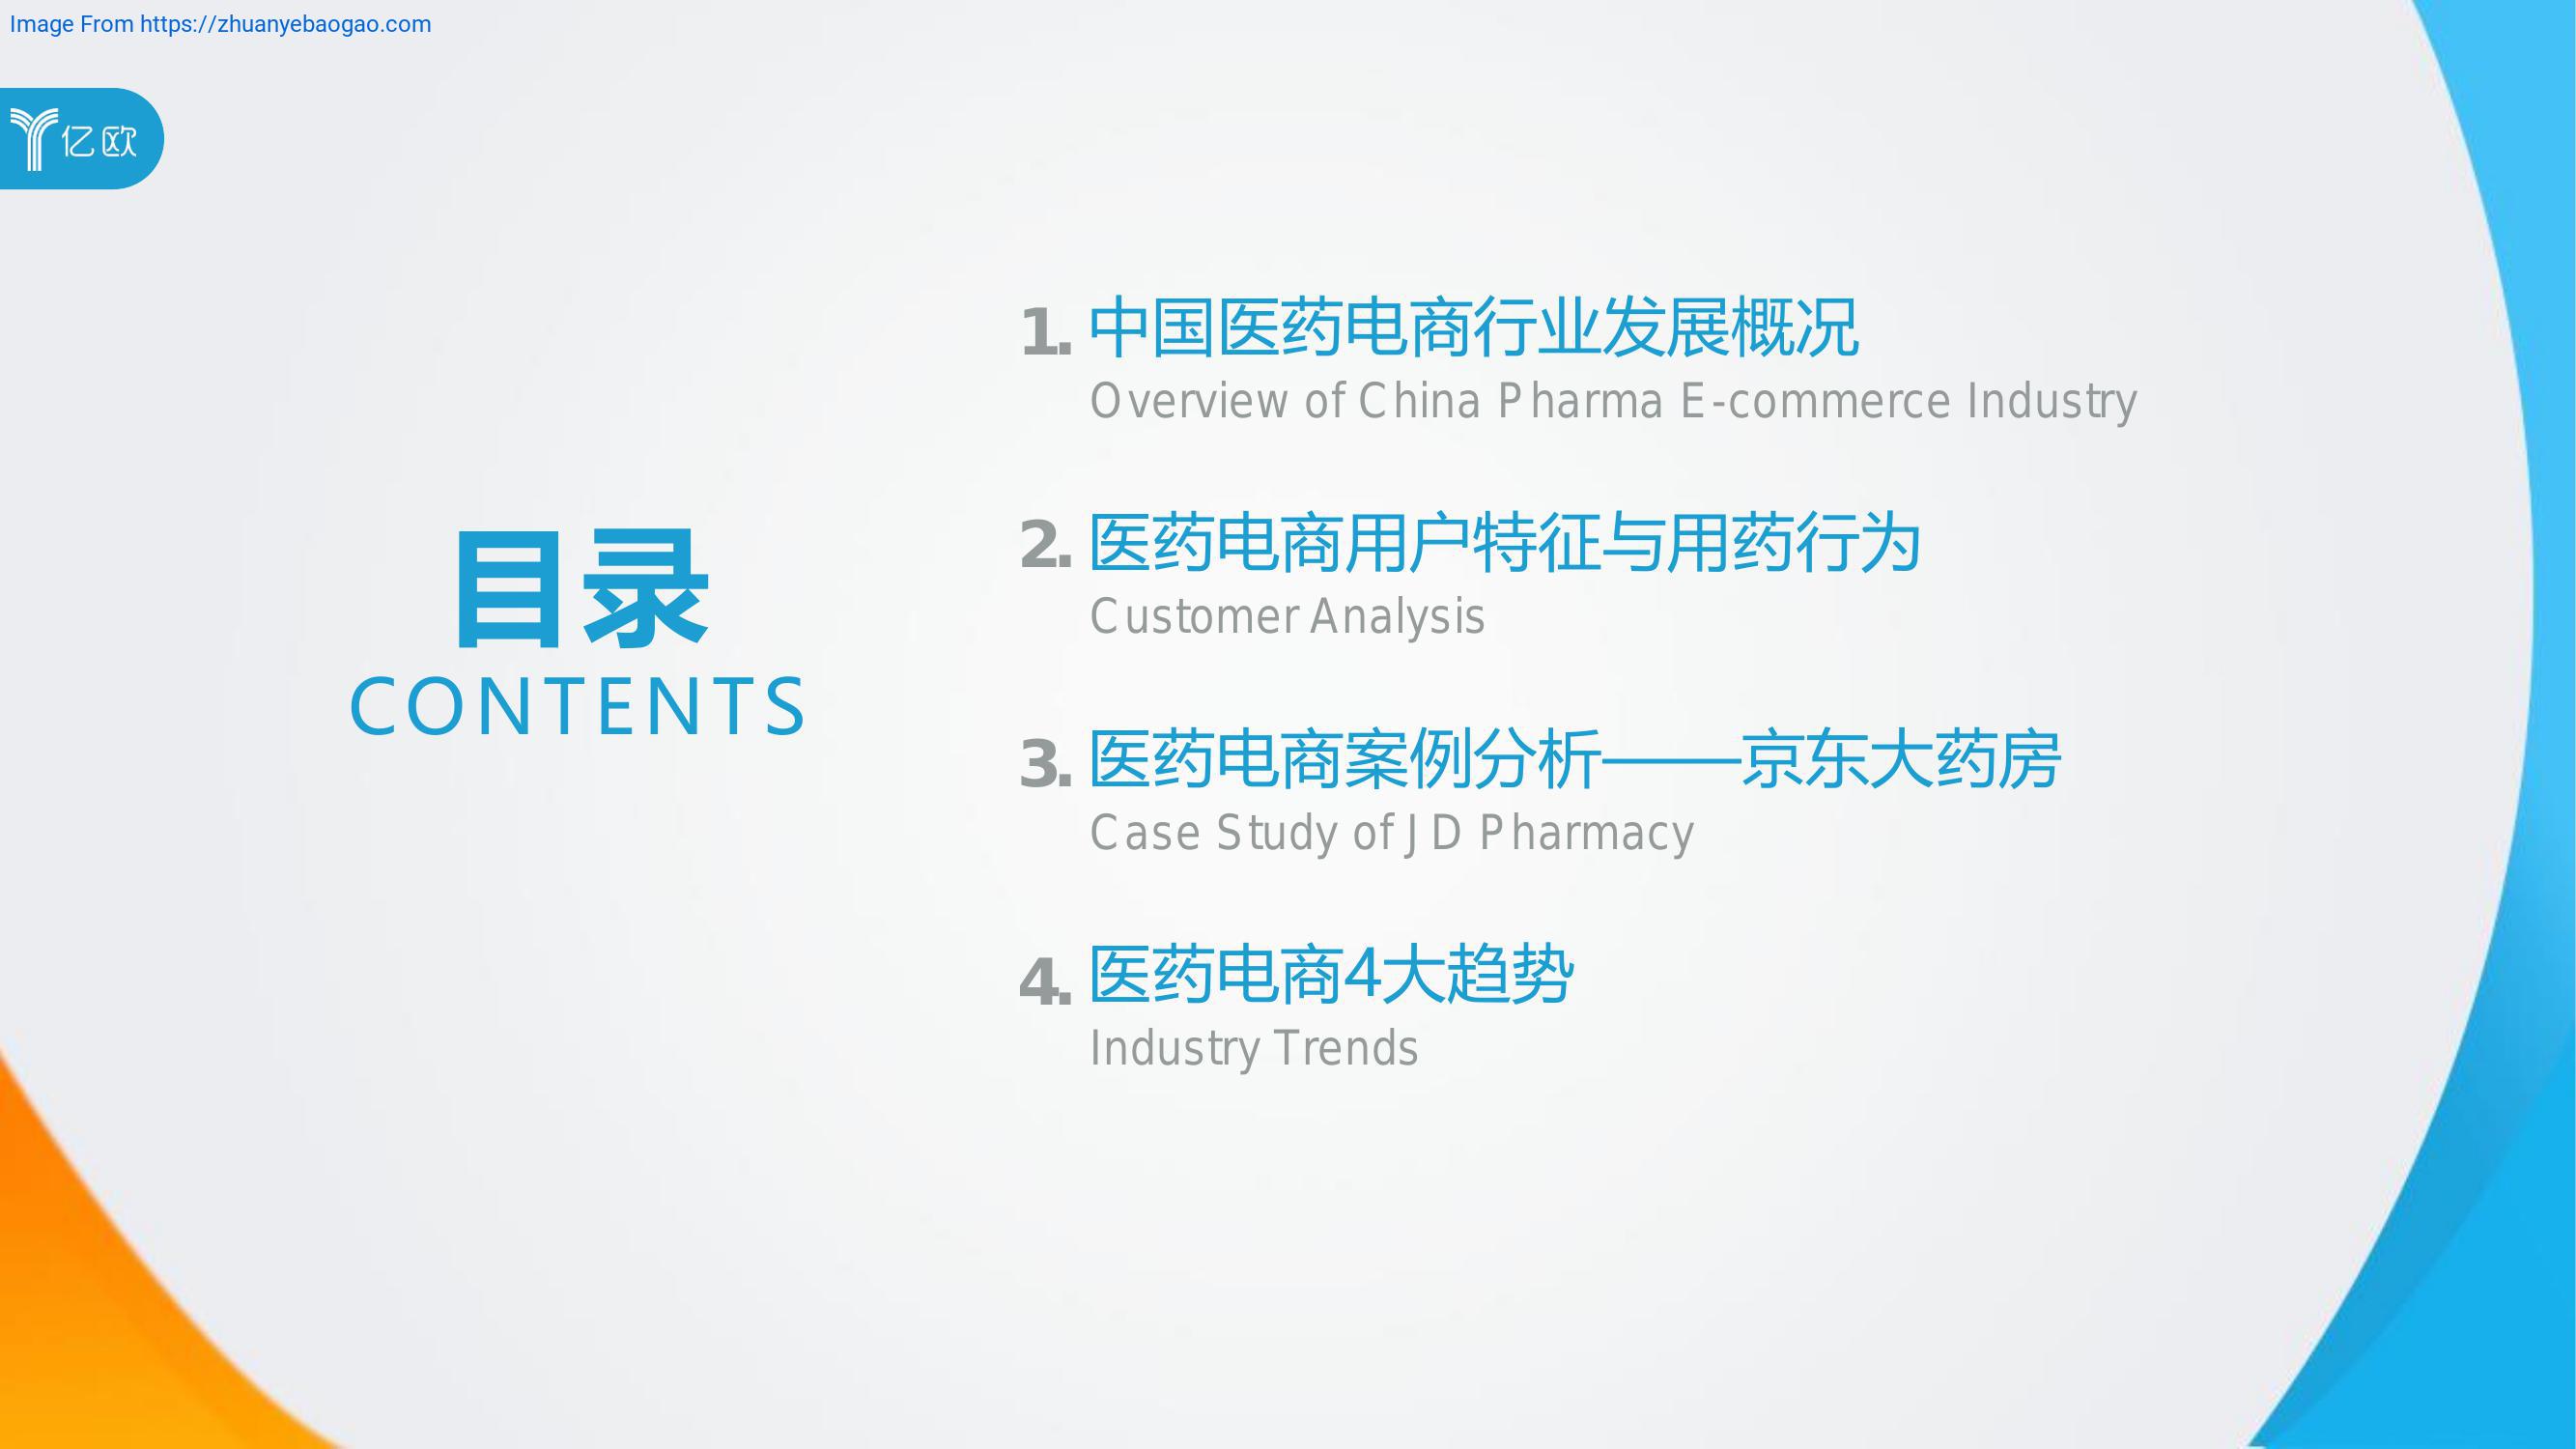 Image From https://zhuanyebaogao.com
亿欧
目录
CONTENTS
1. 中国医药电商行业发展概况
Overview of China Pharma E-commerce Industry
2. 医药电商用户特征与用药行为
Customer Analysis
3. 医药电商案例分析——京东大药房
Case Study of JD Pharmacy
4. 医药电商4大趋势
Industry Trends